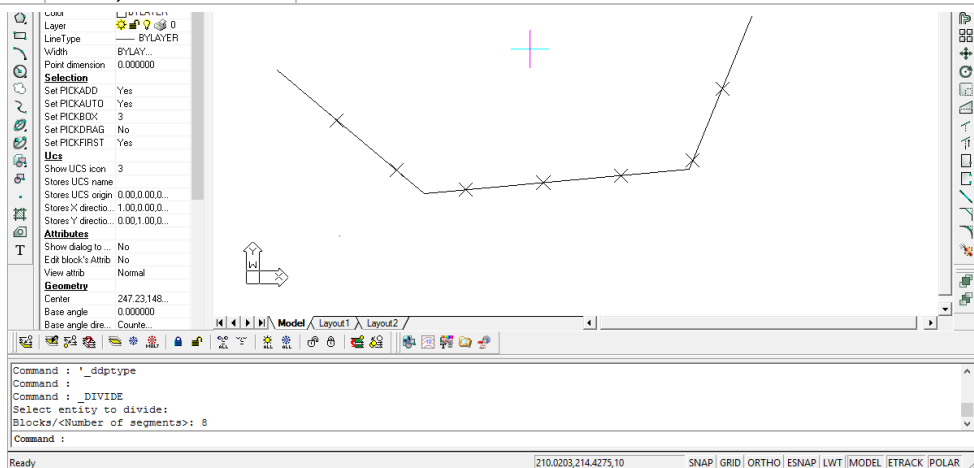 Color BYLAYER
Layer 0
LineType BYLAYER
Width BYLAY...
Point dimension 0.000000
Selection
Set PICKADD Yes
Set PICKAUTO Yes
Set PICKBOX 3
Set PICKDRAG No
Set PICKFIRST Yes
Ucs
Show UCS icon 3
Stores UCS name
Stores UCS origin 0.00,0.00,0...
Stores X directio... 1.00,0.00,0...
Stores Y directio... 0.00,1.00,0...
Attributes
Show dialog to ... No
Edit block's Attrib No
View attrib Normal
Geometry
Center 247.23,148...
Base angle 0.000000
Base angle dire... Counte...
T
Y
W
X
Model Layout1 Layout2
Command : '_ddptype
Command :
Command : _DIVIDE
Select entity to divide:
Blocks/<Number of segments>: 8
Command :
Ready 210.0203,214.4275,10 SNAP GRID ORTHO ESNAP LWT MODEL ETRACK POLAR